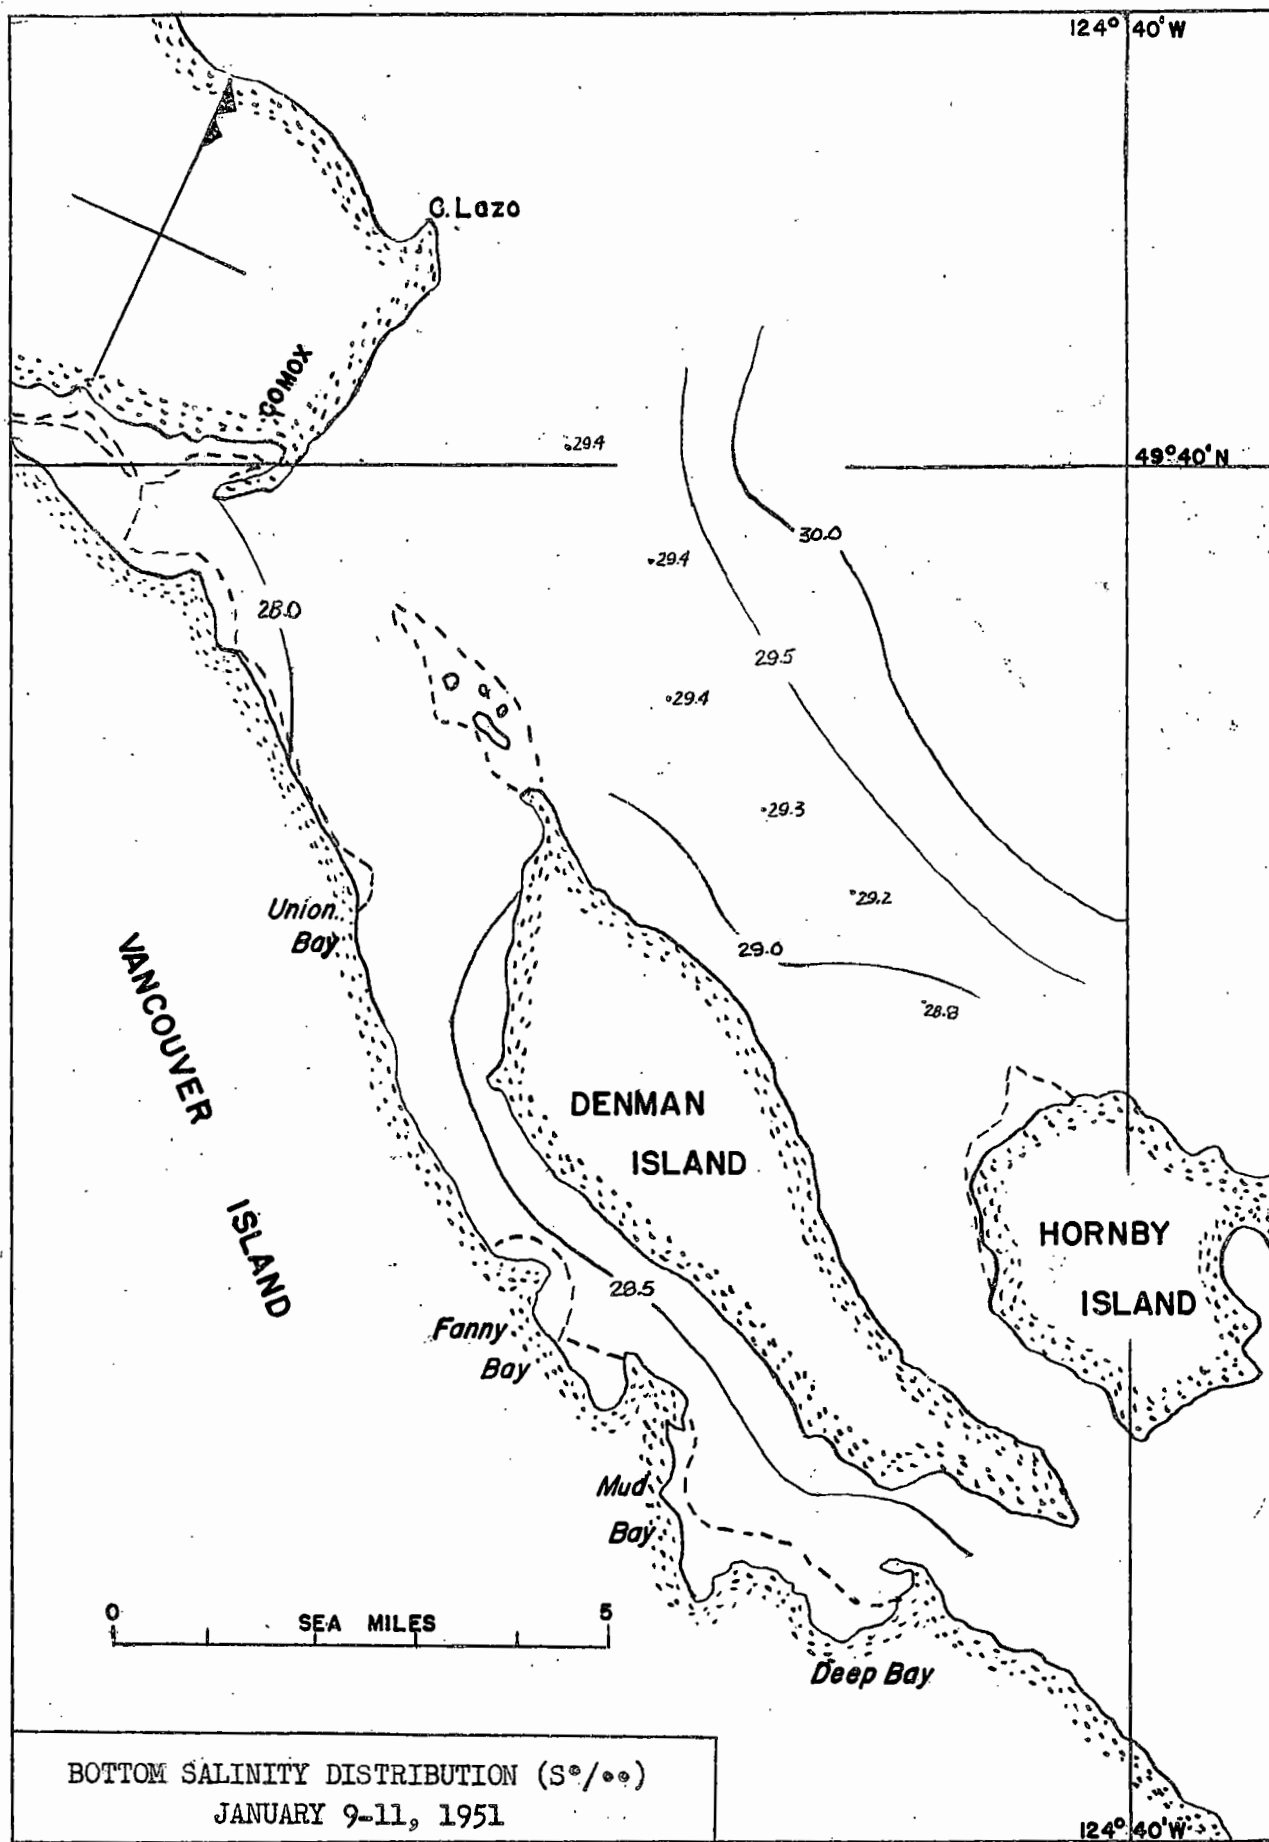 124° 40' W
C. Lazo
COMOX
29.4
49° 40' N
30.0
29.4
28.0
29.5
29.4
29.3
29.2
Union
Bay
29.0
28.8
VANCOUVER
ISLAND
DENMAN
ISLAND
HORNBY
ISLAND
28.5
Fanny
Bay
Mud
Bay
0 SEA MILES 5
Deep Bay
BOTTOM SALINITY DISTRIBUTION (S°/∘∘)
JANUARY 9-11, 1951
124° 40' W